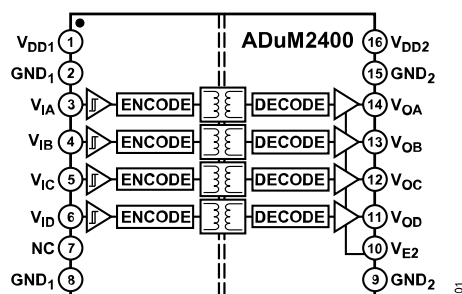 ADuM2400
VDD1 1 16 VDD2
GND1 2 15 GND2
VIA 3 ENCODE DECODE 14 VOA
VIB 4 ENCODE DECODE 13 VOB
VIC 5 ENCODE DECODE 12 VOC
VID 6 ENCODE DECODE 11 VOD
NC 7 10 VE2
GND1 8 9 GND2
01